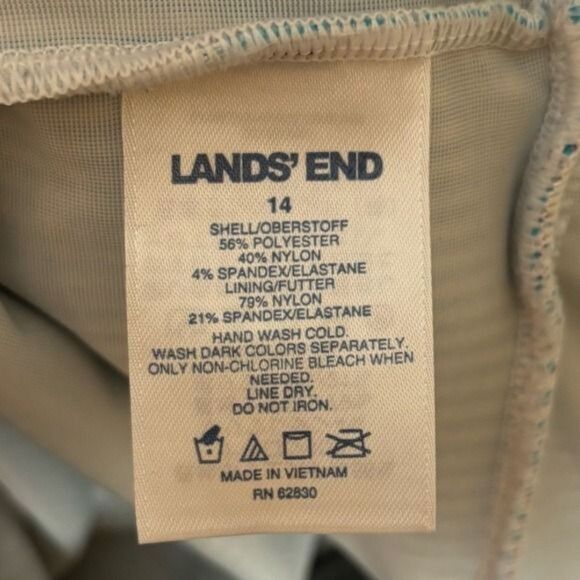 LANDS' END
14
SHELL/OBERSTOFF
56% POLYESTER
40% NYLON
4% SPANDEX/ELASTANE
LINING/FUTTER
79% NYLON
21% SPANDEX/ELASTANE
HAND WASH COLD.
WASH DARK COLORS SEPARATELY.
ONLY NON-CHLORINE BLEACH WHEN
NEEDED.
LINE DRY.
DO NOT IRON.
MADE IN VIETNAM
RN 62830